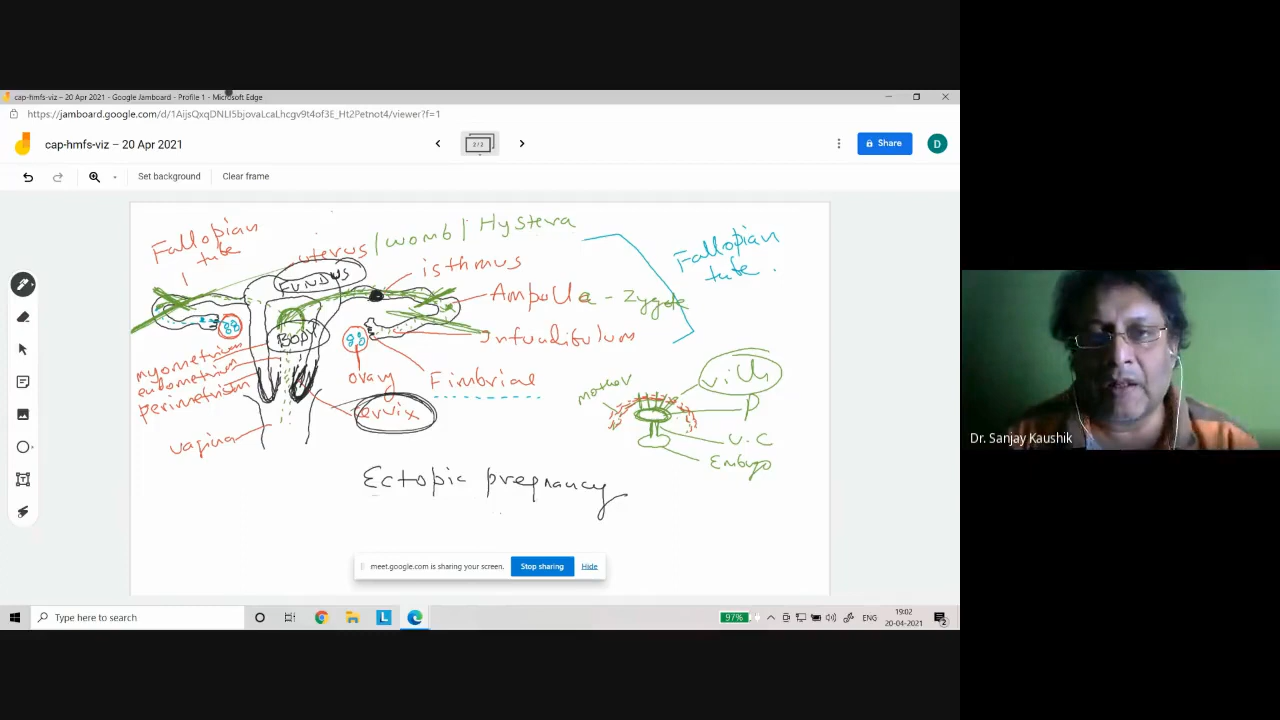 cap-hmfs-viz – 20 Apr 2021 - Google Jamboard - Profile 1 - Microsoft Edge
https://jamboard.google.com/d/1AijsQxqDNLI5bjovaLcaLhcgv9t4of3E_Ht2Petnot4/viewer?f=1
cap-hmfs-viz – 20 Apr 2021
2/2
Share
D
Set background
Clear frame
Fallopian
tube
uterus / womb / Hystera
Fallopian
tube.
FUNDUS
isthmus
Ampulla - zygote
BODY
Infundibulum
myometrium
endometrium
perimetrium
ovary
Fimbriae
cervix
vagina
mother
villi
P
U.C
Embryo
Ectopic pregnancy
meet.google.com is sharing your screen.
Stop sharing
Hide
Dr. Sanjay Kaushik
Type here to search
97%
ENG
19:02
20-04-2021
2